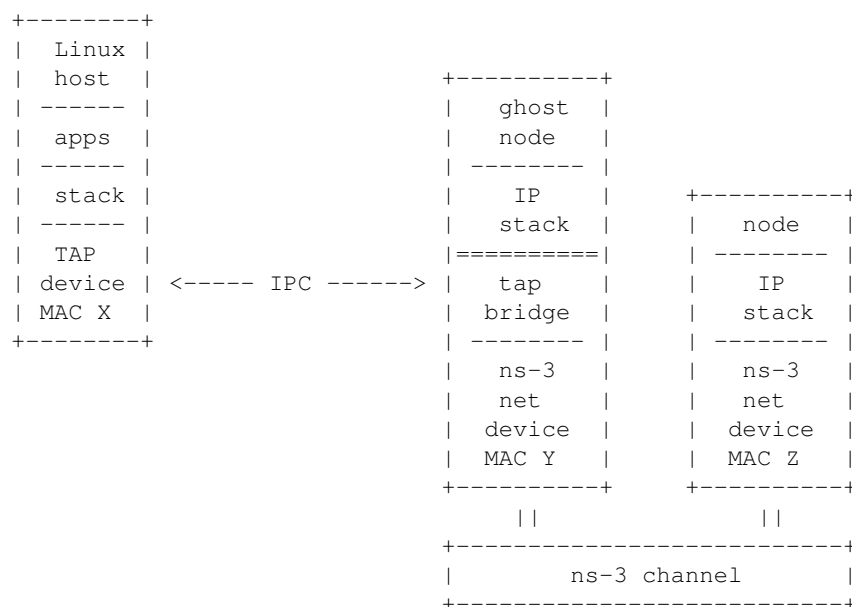 Linux
host
------
apps
------
stack
------
TAP
device
MAC X
<----- IPC ------>
ghost
node
--------
IP
stack
==========
tap
bridge
--------
ns-3
net
device
MAC Y
node
--------
IP
stack
--------
ns-3
net
device
MAC Z
ns-3 channel